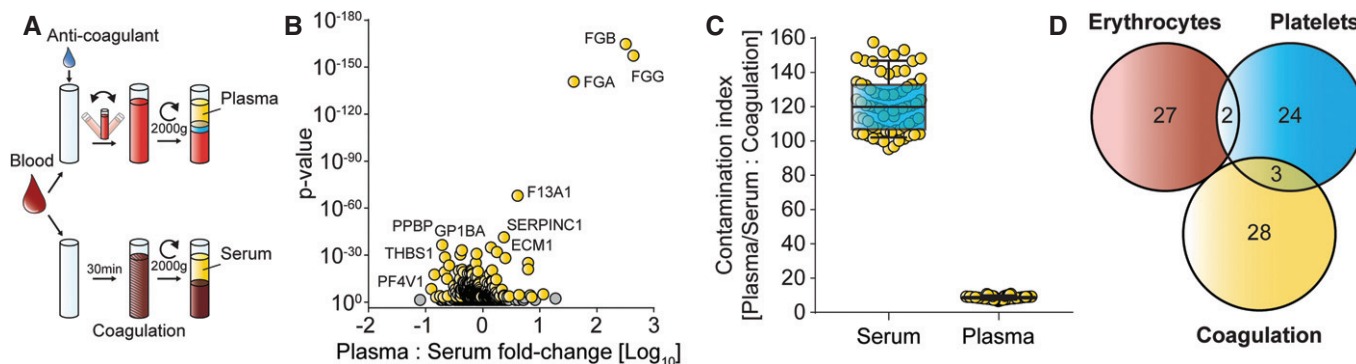 A
Anti-coagulant
Blood
2000g
Plasma
30min
2000g
Serum
Coagulation
B
p-value
10⁻¹⁸⁰
10⁻¹⁵⁰
10⁻¹²⁰
10⁻⁹⁰
10⁻⁶⁰
10⁻³⁰
10⁰
FGB
FGG
FGA
F13A1
PPBP
GP1BA
SERPINC1
THBS1
ECM1
PF4V1
-2 -1 0 1 2 3
Plasma : Serum fold-change [Log₁₀]
C
Contamination index
[Plasma/Serum : Coagulation]
160
140
120
100
80
60
40
20
0
Serum Plasma
D
Erythrocytes Platelets
27 2 24
3
28
Coagulation